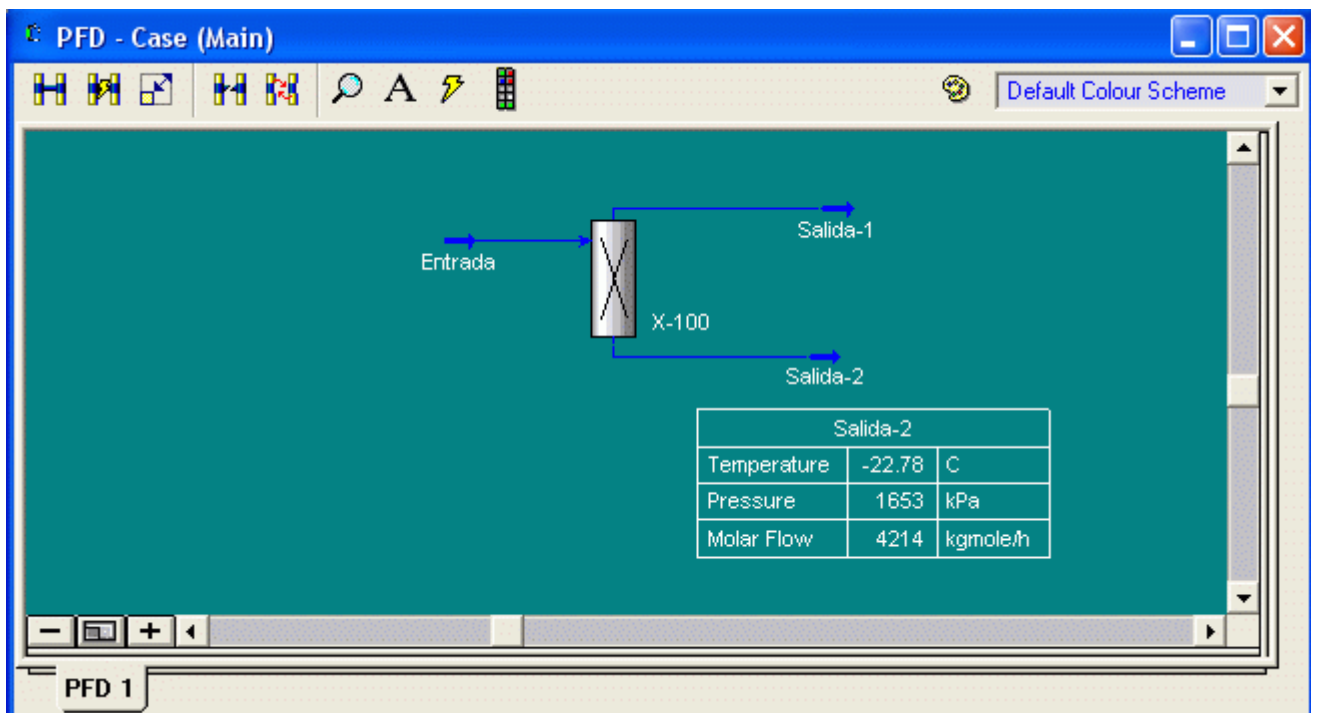 PFD - Case (Main)
A
Default Colour Scheme
Salida-1
Entrada
X-100
Salida-2
Salida-2
Temperature -22.78 C
Pressure 1653 kPa
Molar Flow 4214 kgmole/h
PFD 1